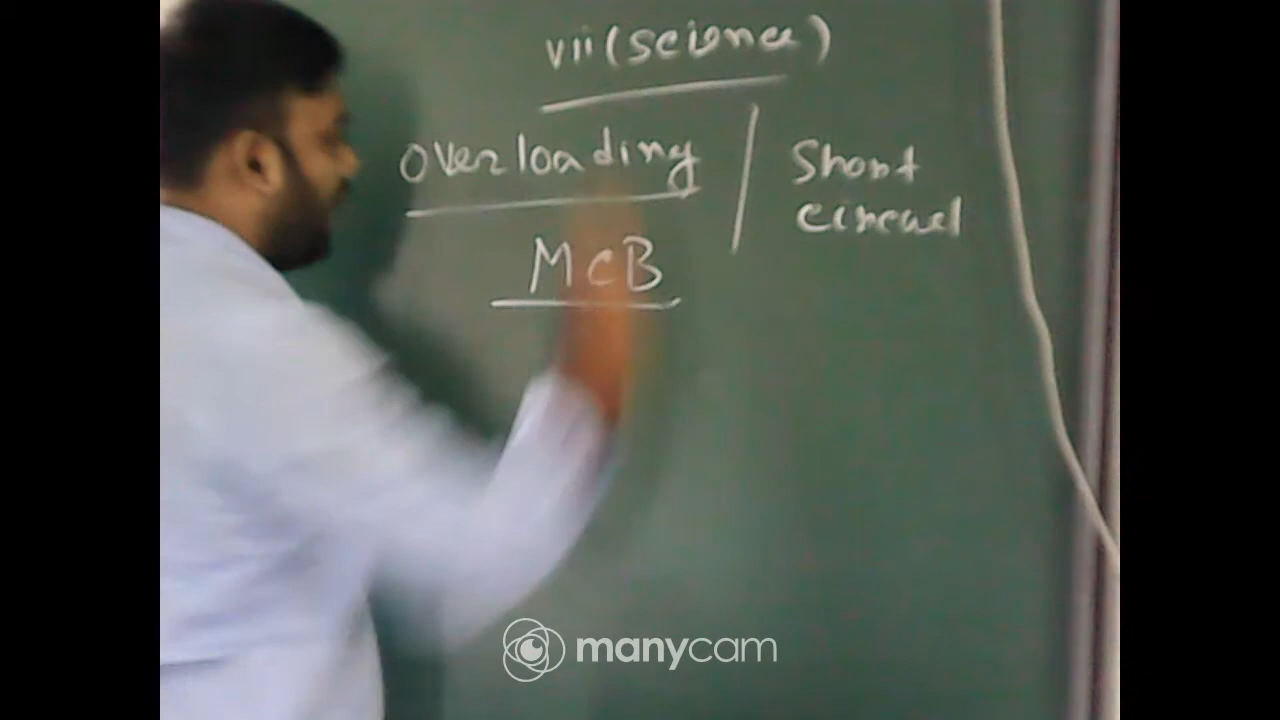 vii (science)
Overloading / Short
circuit
MCB
manycam